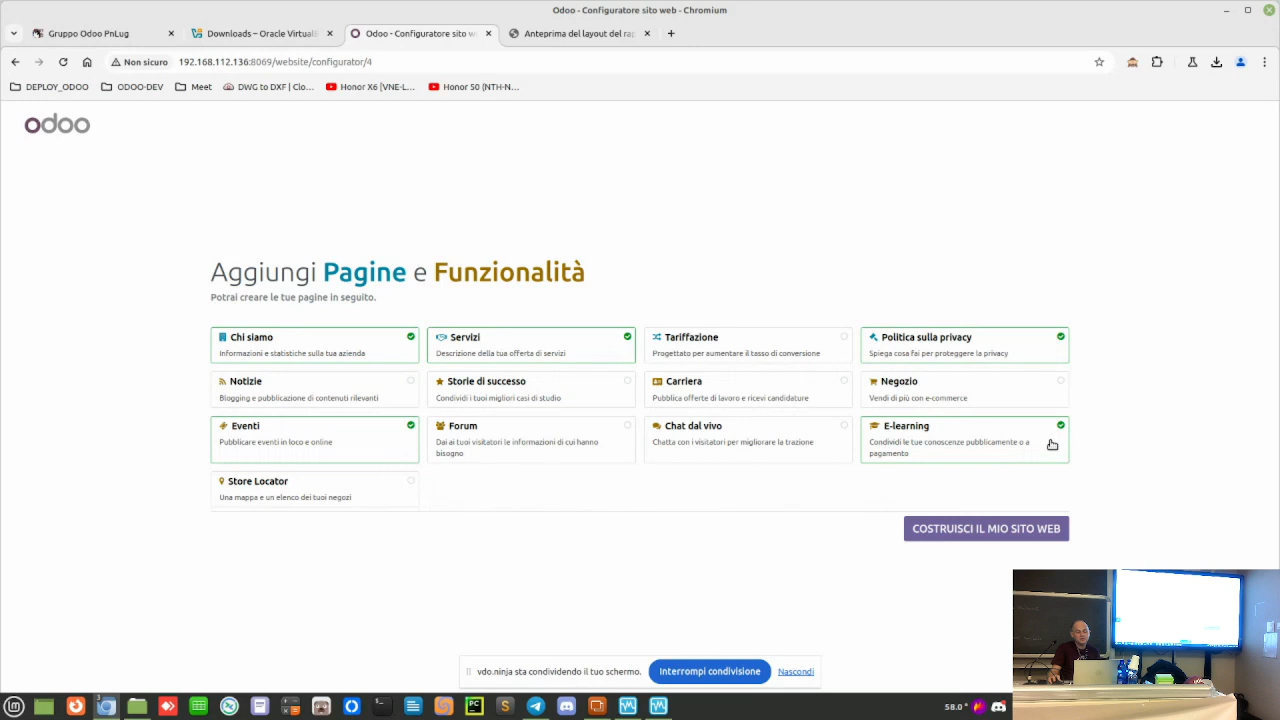 Odoo - Configuratore sito web - Chromium
Gruppo Odoo PnLug
Downloads – Oracle Virtual
Odoo - Configuratore sito w
Anteprima del layout del rap
Non sicuro
192.168.112.136:8069/website/configurator/4
DEPLOY_ODOO
ODOO-DEV
Meet
DWG to DXF | Clo...
Honor X6 [VNE-L...
Honor 50 (NTH-N...
odoo
Aggiungi Pagine e Funzionalità
Potrai creare le tue pagine in seguito.
Chi siamo
Informazioni e statistiche sulla tua azienda
Servizi
Descrizione della tua offerta di servizi
Tariffazione
Progettato per aumentare il tasso di conversione
Politica sulla privacy
Spiega cosa fai per proteggere la privacy
Notizie
Blogging e pubblicazione di contenuti rilevanti
Storie di successo
Condividi i tuoi migliori casi di studio
Carriera
Pubblica offerte di lavoro e ricevi candidature
Negozio
Vendi di più con e-commerce
Eventi
Pubblicare eventi in loco e online
Forum
Dai ai tuoi visitatori le informazioni di cui hanno
bisogno
Chat dal vivo
Chatta con i visitatori per migliorare la trazione
E-learning
Condividi le tue conoscenze pubblicamente o a
pagamento
Store Locator
Una mappa e un elenco dei tuoi negozi
COSTRUISCI IL MIO SITO WEB
vdo.ninja sta condividendo il tuo schermo.
Interrompi condivisione
Nascondi
PC
S
58.0 °